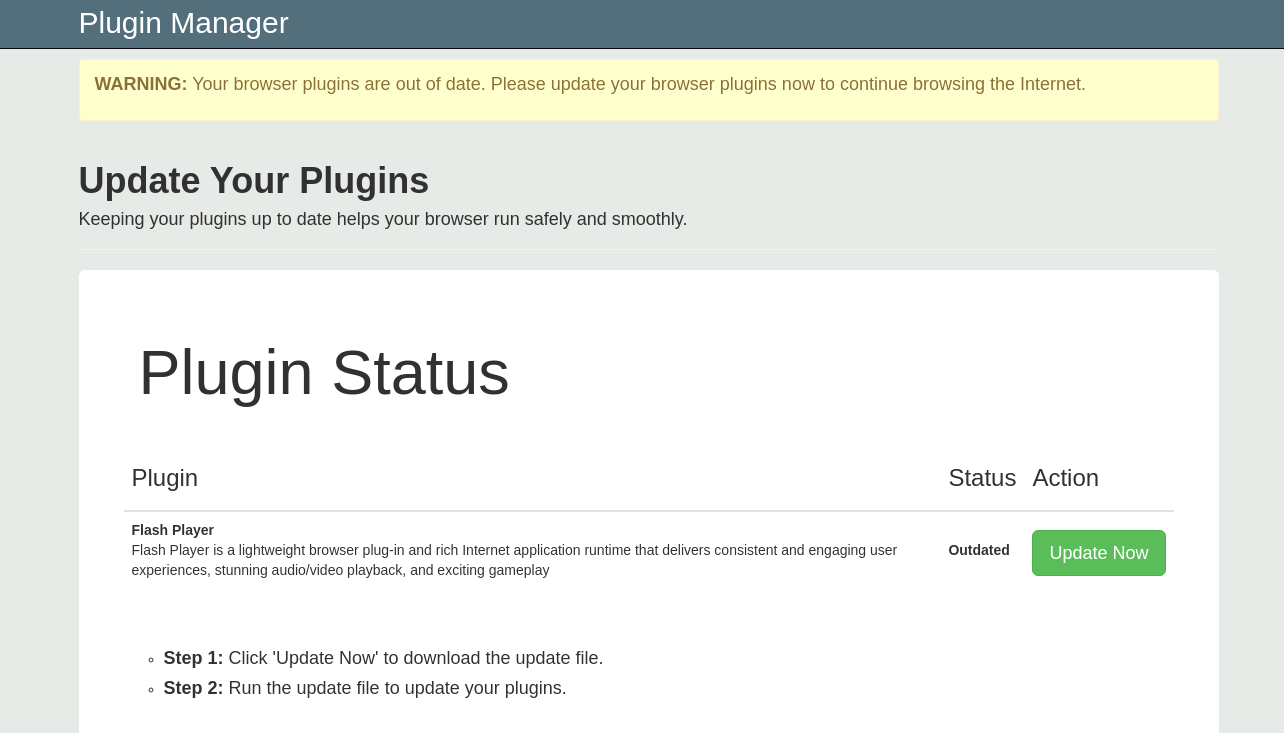 Plugin Manager
WARNING: Your browser plugins are out of date. Please update your browser plugins now to continue browsing the Internet.
Update Your Plugins
Keeping your plugins up to date helps your browser run safely and smoothly.
Plugin Status
Plugin Status Action
Flash Player
Flash Player is a lightweight browser plug-in and rich Internet application runtime that delivers consistent and engaging user
experiences, stunning audio/video playback, and exciting gameplay
Outdated
Update Now
Step 1: Click 'Update Now' to download the update file.
Step 2: Run the update file to update your plugins.